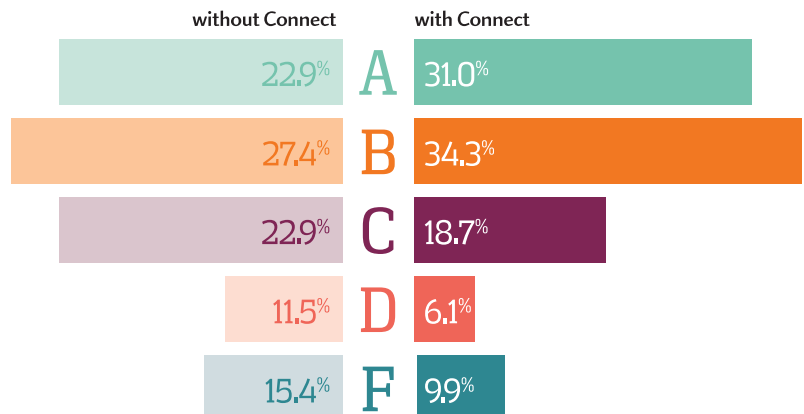 without Connect with Connect
22.9% A 31.0%
27.4% B 34.3%
22.9% C 18.7%
11.5% D 6.1%
15.4% F 9.9%